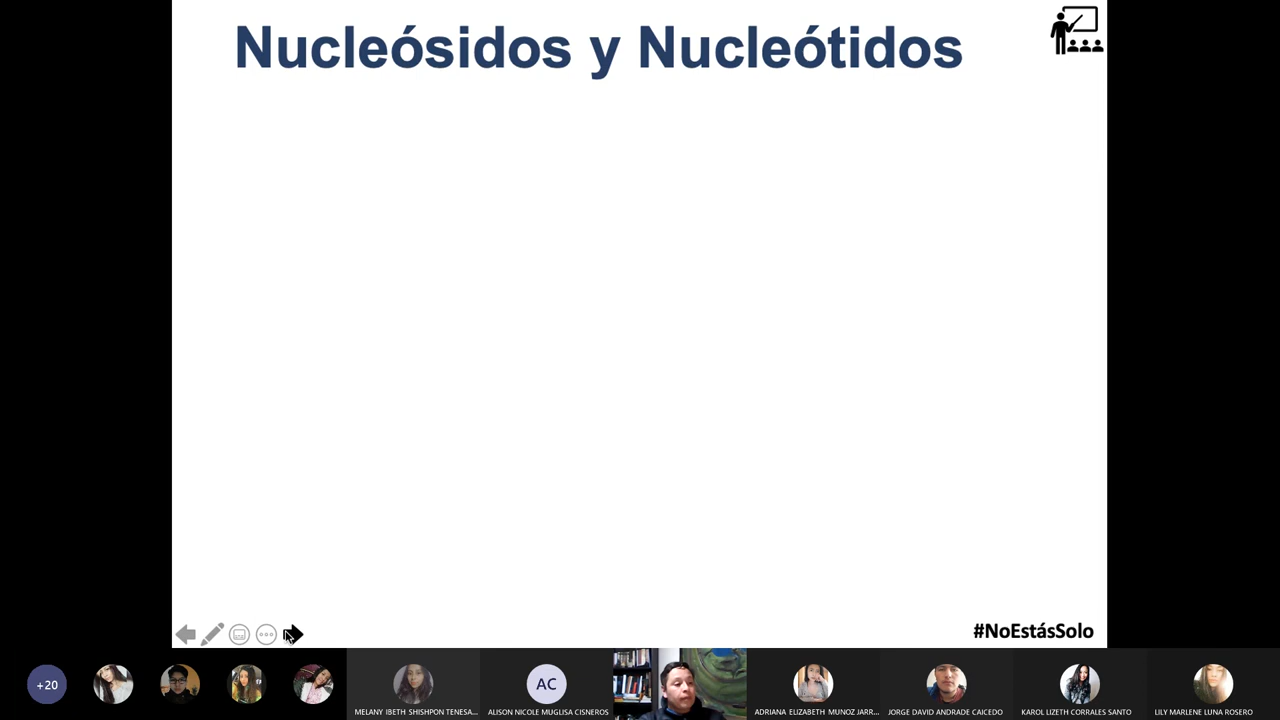 Nucleósidos y Nucleótidos
#NoEstásSolo
+20
MELANY IBETH SHISHPON TENESA...
AC
ALISON NICOLE MUGLISA CISNEROS
ADRIANA ELIZABETH MUNOZ JARR...
JORGE DAVID ANDRADE CAICEDO
KAROL LIZETH CORRALES SANTO
LILY MARLENE LUNA ROSERO